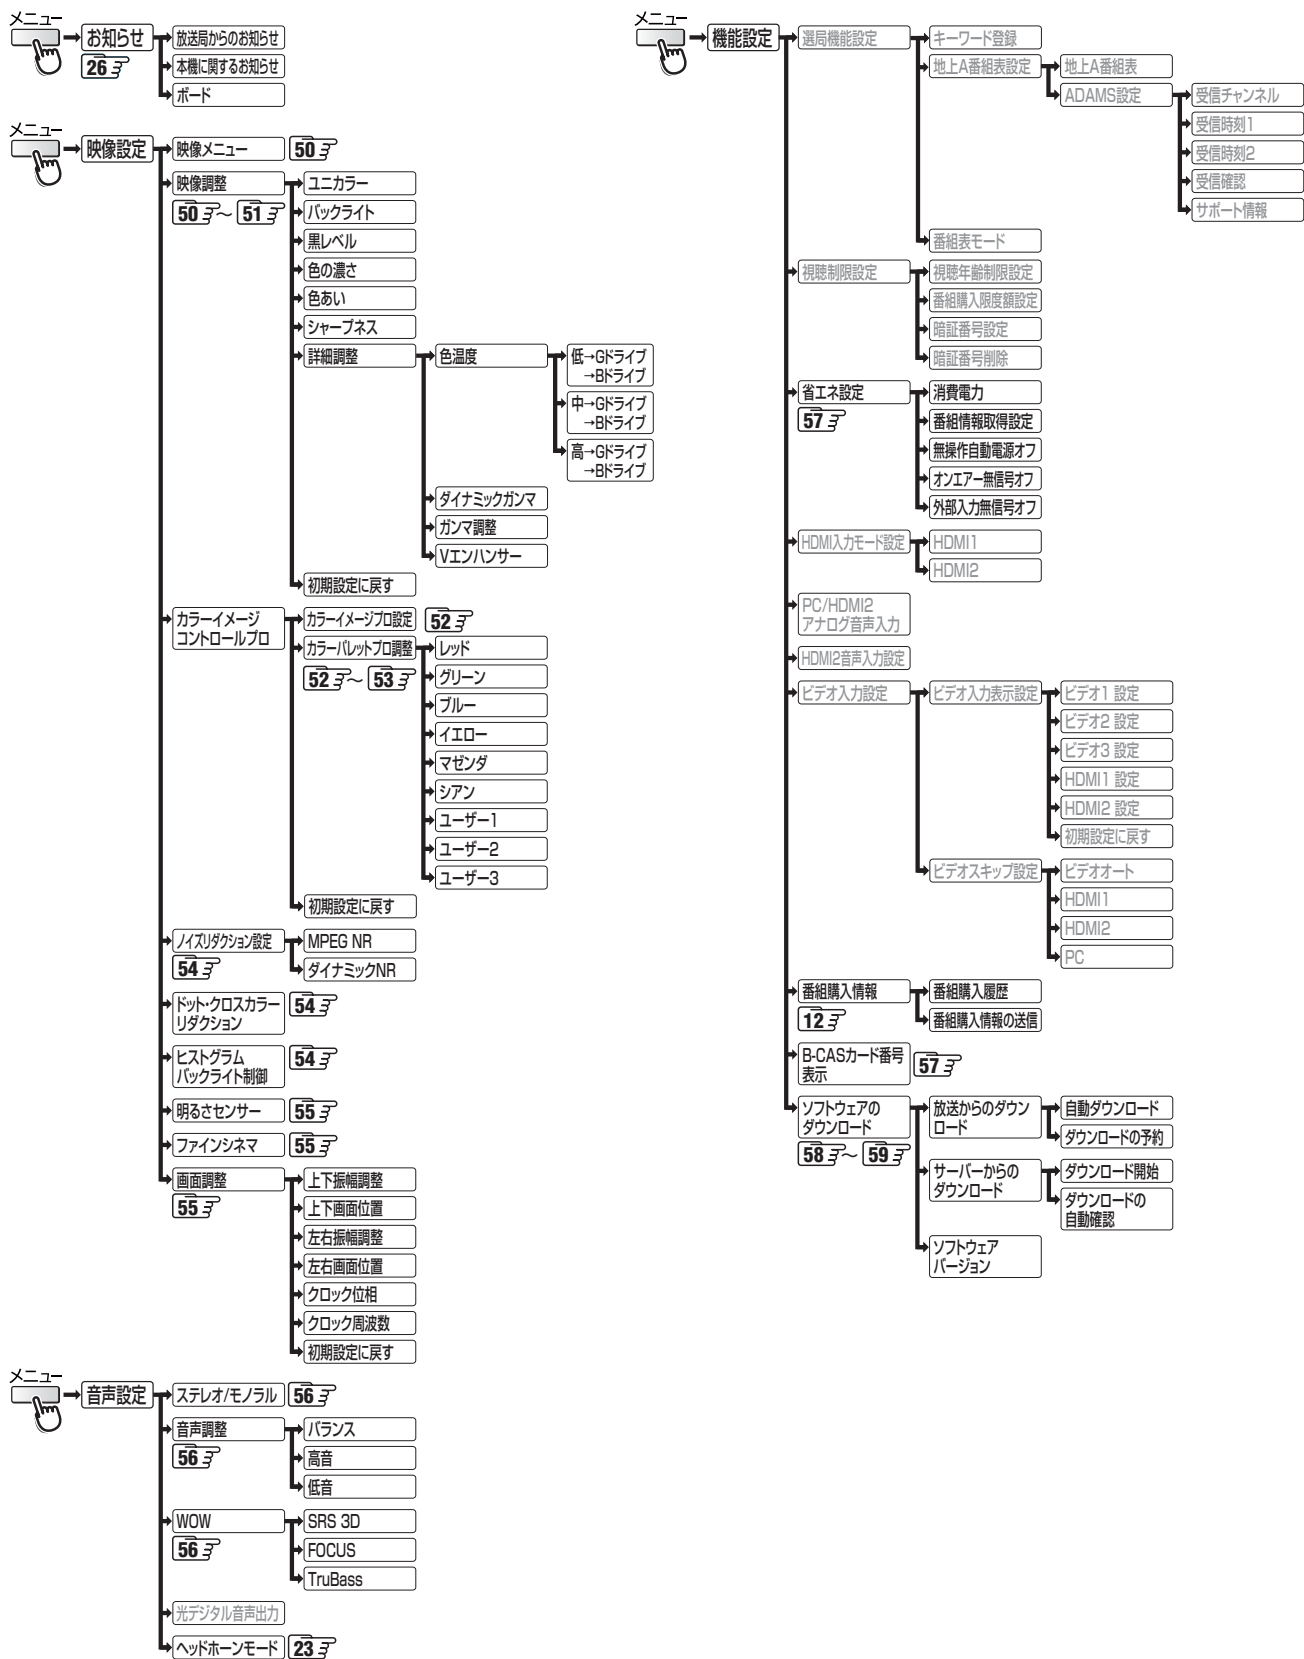 メニュー
お知らせ
26
放送局からのお知らせ
本機に関するお知らせ
ボード
メニュー
映像設定
映像メニュー 50
映像調整
50 ~ 51
ユニカラー
バックライト
黒レベル
色の濃さ
色あい
シャープネス
詳細調整
色温度
低→Gドライブ
→Bドライブ
中→Gドライブ
→Bドライブ
高→Gドライブ
→Bドライブ
ダイナミックガンマ
ガンマ調整
Vエンハンサー
初期設定に戻す
カラーイメージ
コントロールプロ
カラーイメージプロ設定 52
カラーパレットプロ調整
52 ~ 53
レッド
グリーン
ブルー
イエロー
マゼンダ
シアン
ユーザー1
ユーザー2
ユーザー3
初期設定に戻す
ノイズリダクション設定
54
MPEG NR
ダイナミックNR
ドット・クロスカラー
リダクション
54
ヒストグラム
バックライト制御
54
明るさセンサー 55
ファインシネマ 55
画面調整
55
上下振幅調整
上下画面位置
左右振幅調整
左右画面位置
クロック位相
クロック周波数
初期設定に戻す
メニュー
音声設定
ステレオ/モノラル 56
音声調整
56
バランス
高音
低音
WOW
56
SRS 3D
FOCUS
TruBass
光デジタル音声出力
ヘッドホーンモード 23
メニュー
機能設定
選局機能設定
キーワード登録
地上A番組表設定
地上A番組表
ADAMS設定
受信チャンネル
受信時刻1
受信時刻2
受信確認
サポート情報
番組表モード
視聴制限設定
視聴年齢制限設定
番組購入限度額設定
暗証番号設定
暗証番号削除
省エネ設定
57
消費電力
番組情報取得設定
無操作自動電源オフ
オンエアー無信号オフ
外部入力無信号オフ
HDMI入力モード設定
HDMI1
HDMI2
PC/HDMI2
アナログ音声入力
HDMI2音声入力設定
ビデオ入力設定
ビデオ入力表示設定
ビデオ1 設定
ビデオ2 設定
ビデオ3 設定
HDMI1 設定
HDMI2 設定
初期設定に戻す
ビデオスキップ設定
ビデオオート
HDMI1
HDMI2
PC
番組購入情報
12
番組購入履歴
番組購入情報の送信
B-CASカード番号
表示
57
ソフトウェアの
ダウンロード
58 ~ 59
放送からのダウン
ロード
自動ダウンロード
ダウンロードの予約
サーバーからの
ダウンロード
ダウンロード開始
ダウンロードの
自動確認
ソフトウェア
バージョン